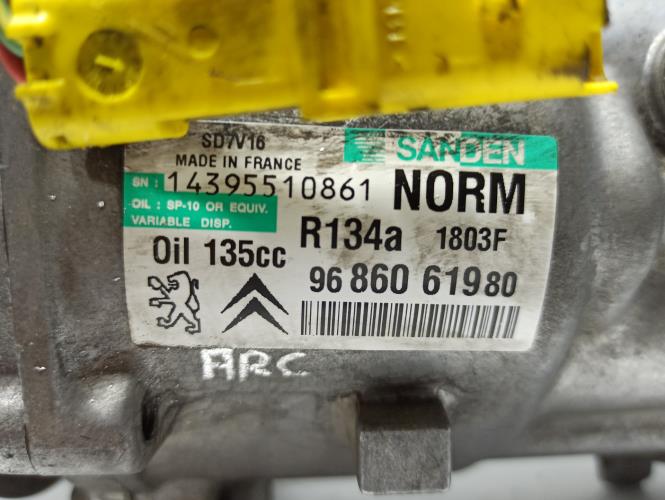 SD7V16
SANDEN
MADE IN FRANCE
SN : 14395510861
NORM
OIL : SP-10 OR EQUIV.
VARIABLE DISP.
Oil 135cc
R134a 1803F
96 860 619 80
ARC